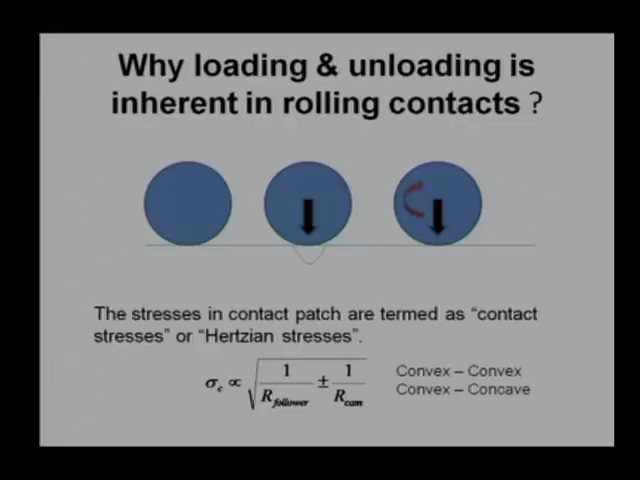 Why loading & unloading is
inherent in rolling contacts ?
The stresses in contact patch are termed as “contact
stresses” or “Hertzian stresses”.
σc ∝ √(1/Rfollower ± 1/Rcam)
Convex – Convex
Convex – Concave